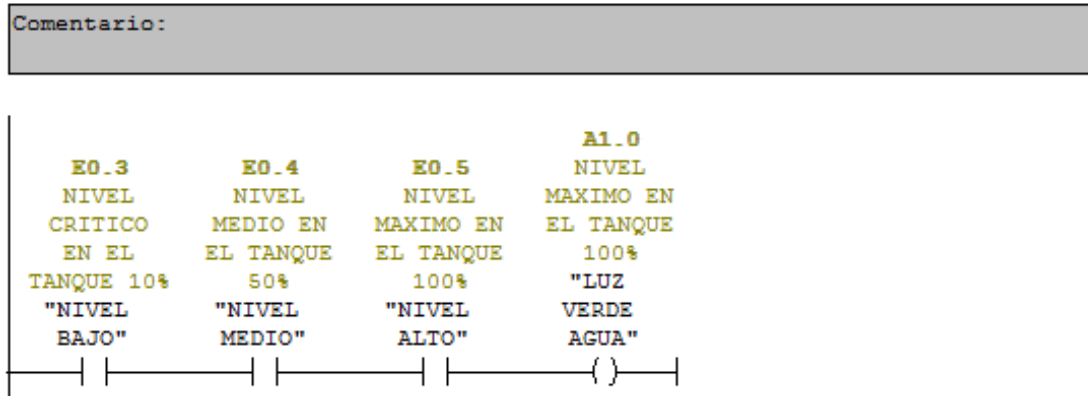 Comentario:
E0.3
NIVEL
CRITICO
EN EL
TANQUE 10%
"NIVEL
BAJO"
E0.4
NIVEL
MEDIO EN
EL TANQUE
50%
"NIVEL
MEDIO"
E0.5
NIVEL
MAXIMO EN
EL TANQUE
100%
"NIVEL
ALTO"
A1.0
NIVEL
MAXIMO EN
EL TANQUE
100%
"LUZ
VERDE
AGUA"